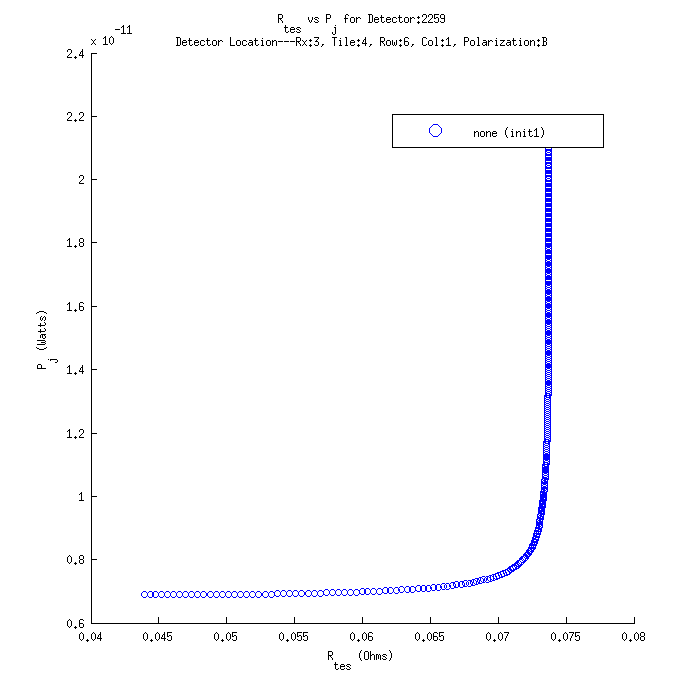 R_tes vs P_j for Detector:2259
Detector Location---Rx:3, Tile:4, Row:6, Col:1, Polarization:B
x 10^-11
2.4
2.2
2
1.8
1.6
1.4
1.2
1
0.8
0.6
P_j (Watts)
none (init1)
0.04 0.045 0.05 0.055 0.06 0.065 0.07 0.075 0.08
R_tes (Ohms)